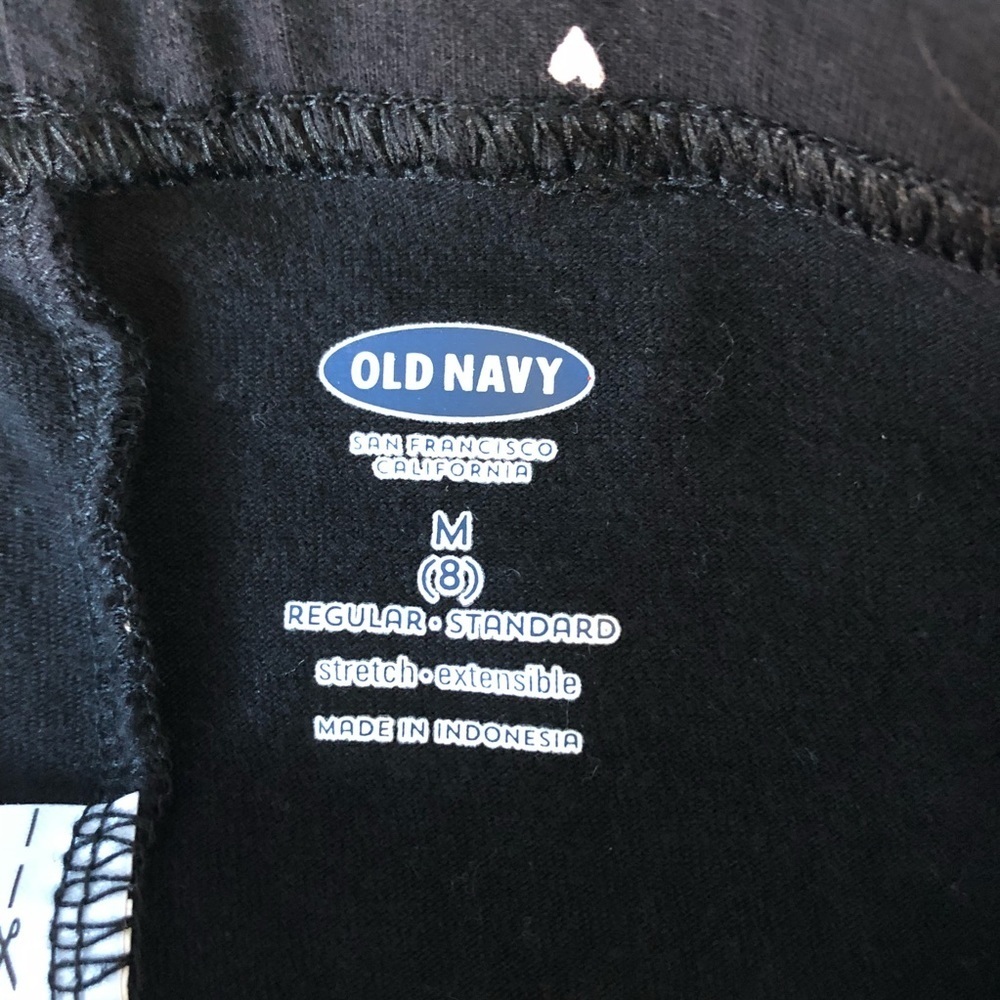 OLD NAVY
SAN FRANCISCO
CALIFORNIA
M
(8)
REGULAR • STANDARD
stretch • extensible
MADE IN INDONESIA